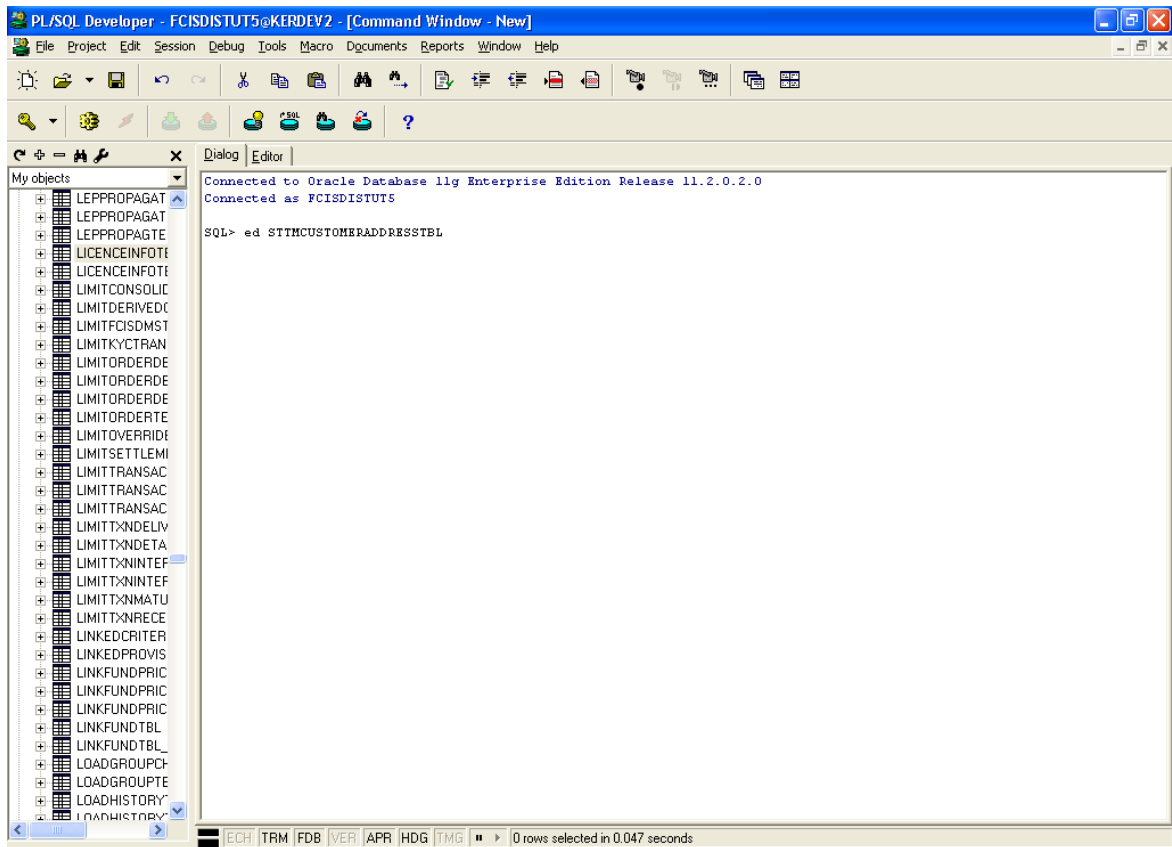 PL/SQL Developer - FCISDISTUT5@KERDEV2 - [Command Window - New]
File Project Edit Session Debug Tools Macro Documents Reports Window Help
SQL
?
My objects
Dialog Editor
LEPPROPAGAT
LEPPROPAGAT
LEPPROPAGTE
LICENCEINFOTE
LICENCEINFOTE
LIMITCONSOLID
LIMITDERIVEDC
LIMITFCISDMST
LIMITKYCTRAN
LIMITORDERDE
LIMITORDERDE
LIMITORDERDE
LIMITORDERTE
LIMITOVERRIDE
LIMITSETTLEMI
LIMITTRANSAC
LIMITTRANSAC
LIMITTRANSAC
LIMITTXNDELIV
LIMITTXNDETA
LIMITTXNINTEF
LIMITTXNINTEF
LIMITTXNMATU
LIMITTXNRECE
LINKEDCRITER
LINKEDPROVIS
LINKFUNDPRIC
LINKFUNDPRIC
LINKFUNDPRIC
LINKFUNDTBL
LINKFUNDTBL_
LOADGROUPCH
LOADGROUPTE
LOADHISTORY
LOADHISTORY
Connected to Oracle Database 11g Enterprise Edition Release 11.2.0.2.0
Connected as FCISDISTUT5
SQL> ed STTMCUSTOMERADDRESSTBL
ECH TRM FDB VER APR HDG TMG 0 rows selected in 0.047 seconds